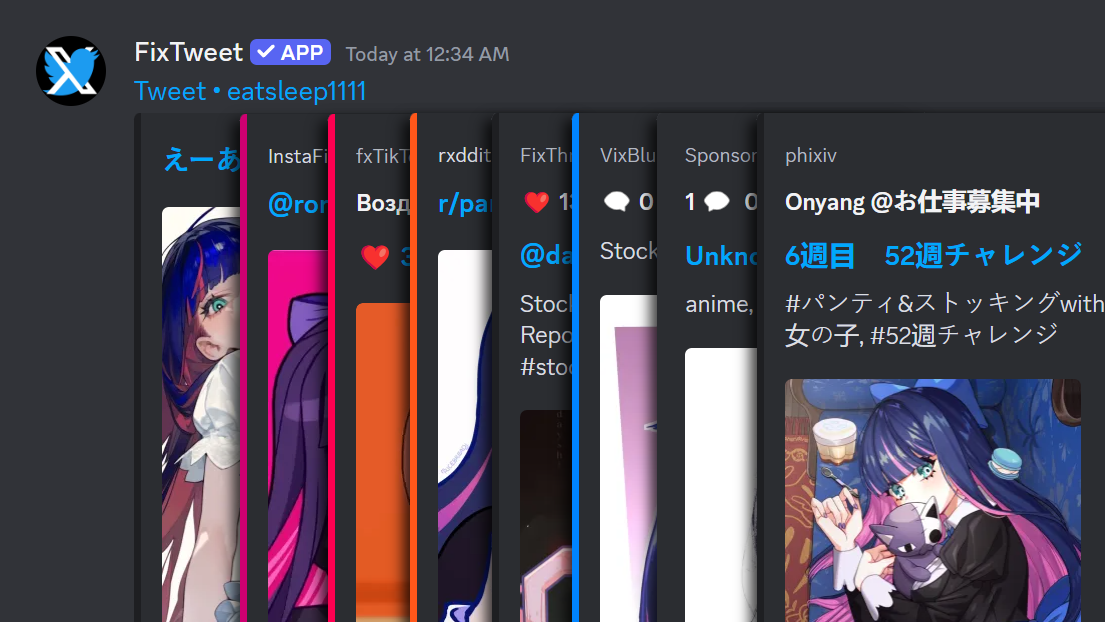 FixTweet APP Today at 12:34 AM
Tweet • eatsleep1111
えーあ
InstaFi
@ror
fxTikT
Возд
❤️ 3
rxddit
r/pa
FixThr
❤️ 1
@da
Stock
Repo
#stoc
VixBlu
💬 0
Stock
Sponsor
1 💬 0
Unkno
anime,
phixiv
Onyang @お仕事募集中
6週目　52週チャレンジ
#パンティ&ストッキングwith
女の子, #52週チャレンジ